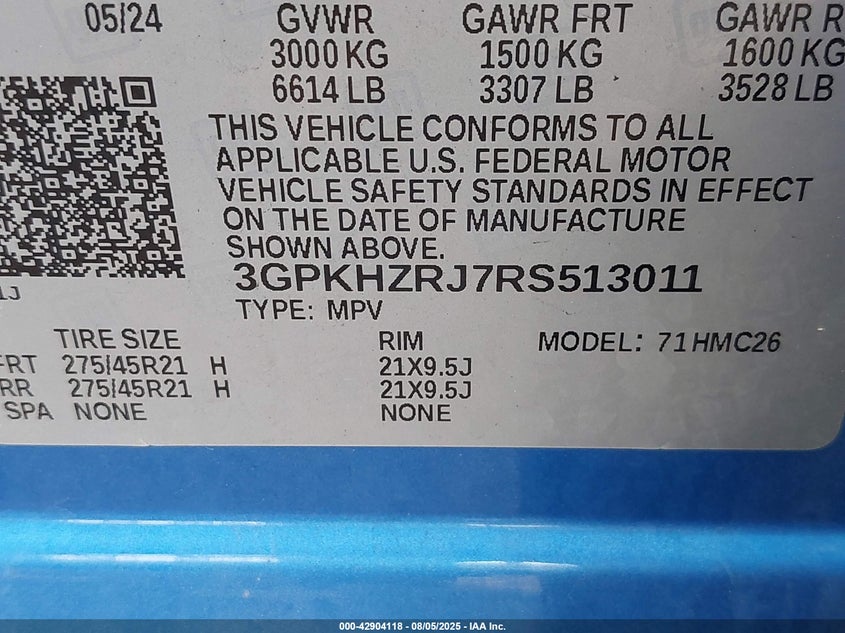 05/24 GVWR GAWR FRT GAWR R
3000 KG 1500 KG 1600 KG
6614 LB 3307 LB 3528 LB
THIS VEHICLE CONFORMS TO ALL
APPLICABLE U.S. FEDERAL MOTOR
VEHICLE SAFETY STANDARDS IN EFFECT
ON THE DATE OF MANUFACTURE
SHOWN ABOVE.
3GPKHZRJ7RS513011
1J
TYPE: MPV
TIRE SIZE RIM MODEL: 71HMC26
FRT 275/45R21 H 21X9.5J
RR 275/45R21 H 21X9.5J
SPA NONE NONE
000-42904118 - 08/05/2025 - IAA Inc.